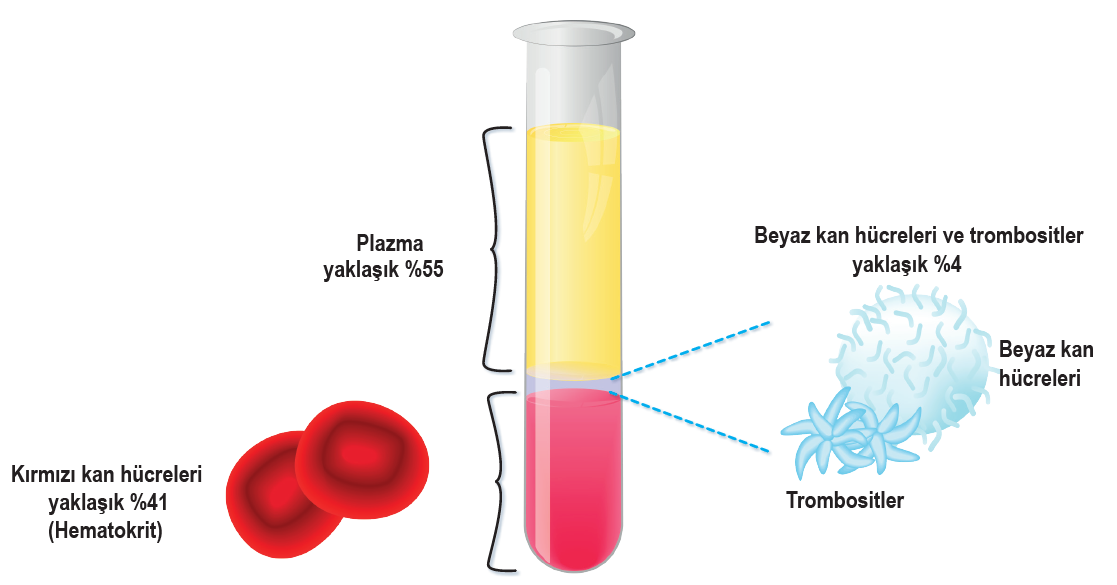 Plazma
yaklaşık %55
Beyaz kan hücreleri ve trombositler
yaklaşık %4
Beyaz kan
hücreleri
Kırmızı kan hücreleri
yaklaşık %41
(Hematokrit)
Trombositler